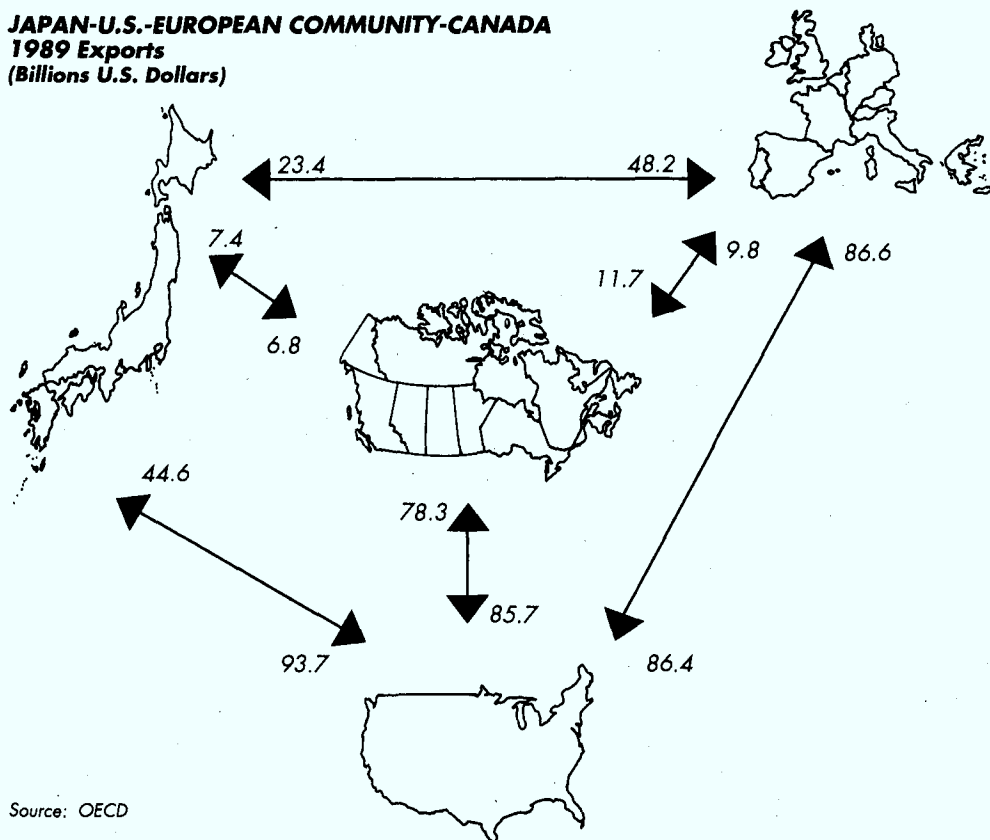 JAPAN-U.S.-EUROPEAN COMMUNITY-CANADA
1989 Exports
(Billions U.S. Dollars)
23.4 48.2
7.4 9.8 86.6
11.7
6.8
44.6
78.3
85.7
93.7 86.4
Source: OECD